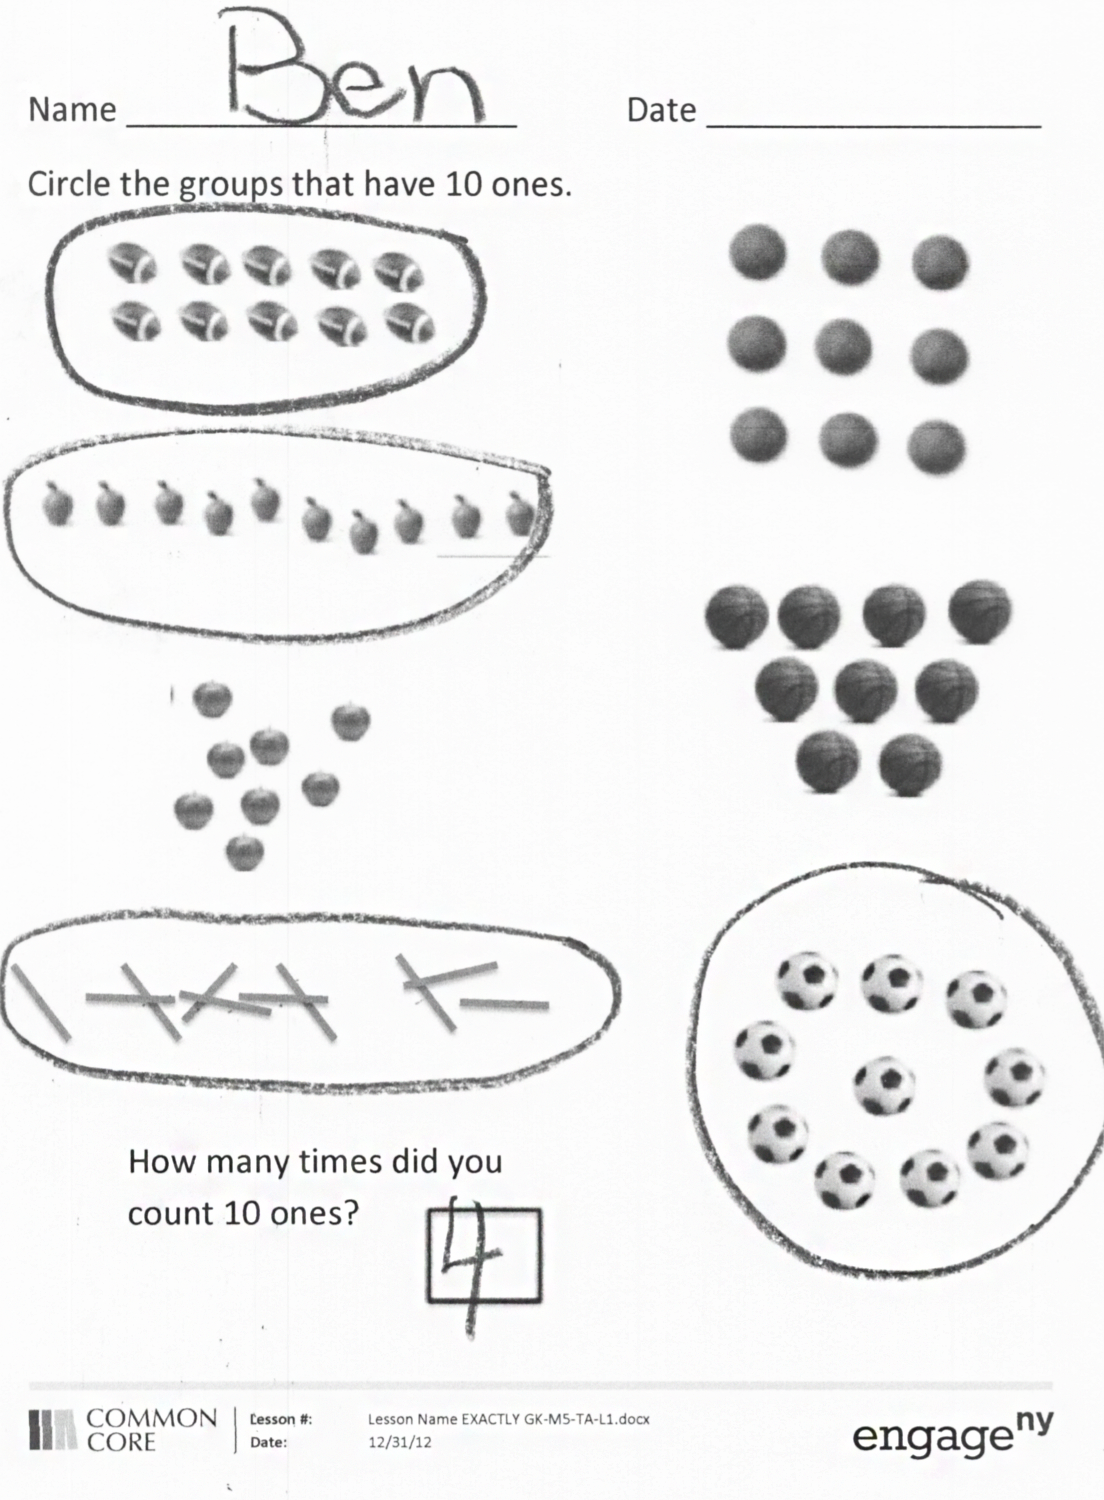 Name Ben Date
Circle the groups that have 10 ones.
How many times did you
count 10 ones?
4
COMMON
CORE
Lesson #: Lesson Name EXACTLY GK-M5-TA-L1.docx
Date: 12/31/12
engageny